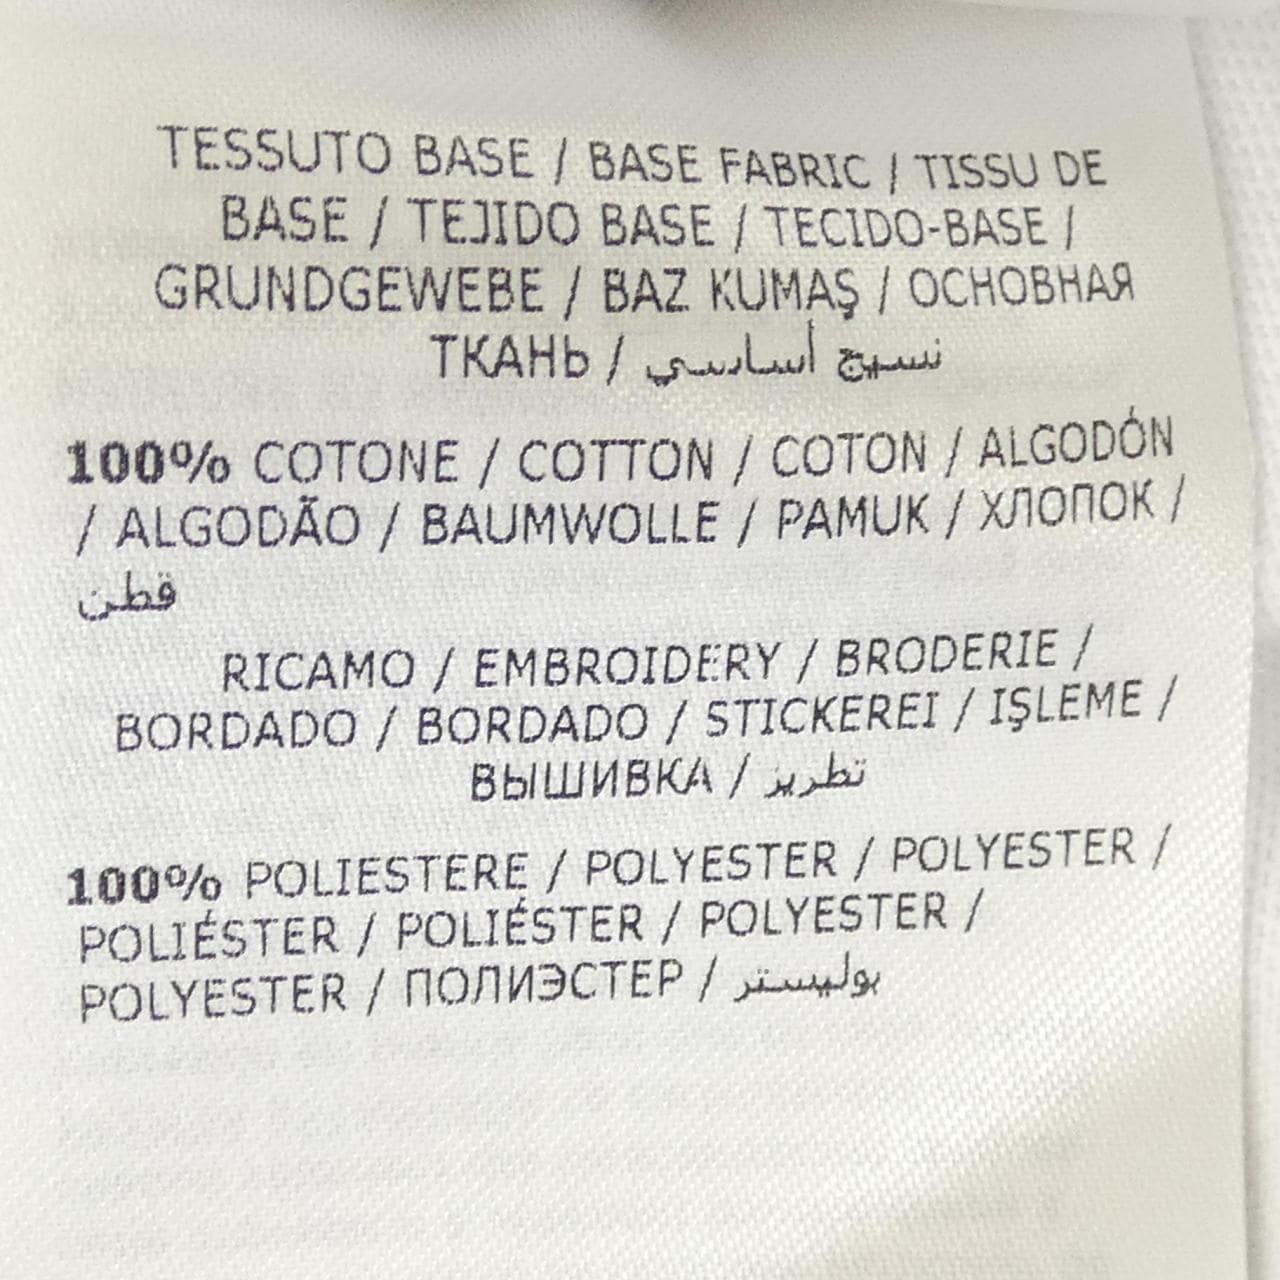 TESSUTO BASE / BASE FABRIC / TISSU DE
BASE / TEJIDO BASE / TECIDO-BASE /
GRUNDGEWEBE / BAZ KUMAŞ / ОСНОВНАЯ
ТКАНЬ / نسيج أساسي
100% COTONE / COTTON / COTON / ALGODÓN
/ ALGODÃO / BAUMWOLLE / PAMUK / ХЛОПОК /
قطن
RICAMO / EMBROIDERY / BRODERIE /
BORDADO / BORDADO / STICKEREI / IŞLEME /
ВЫШИВКА / تطريز
100% POLIESTERE / POLYESTER / POLYESTER /
POLIÉSTER / POLIÉSTER / POLYESTER /
POLYESTER / ПОЛИЭСТЕР / بوليستر